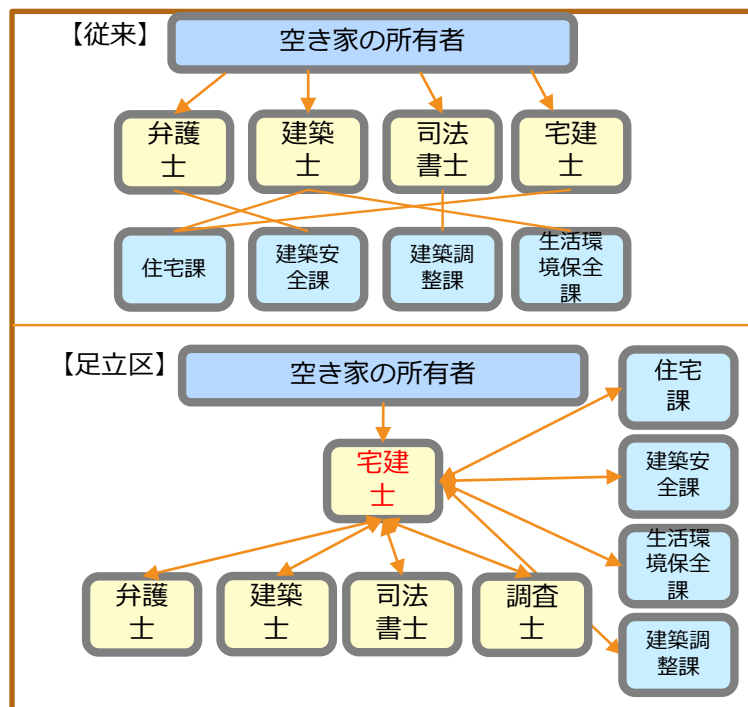 【従来】
空き家の所有者
弁護
士
建築
士
司法
書士
宅建
士
住宅課
建築安
全課
建築調
整課
生活環
境保全
課
【足立区】
空き家の所有者
宅建
士
弁護
士
建築
士
司法
書士
調査
士
住宅
課
建築安
全課
生活環
境保全
課
建築調
整課